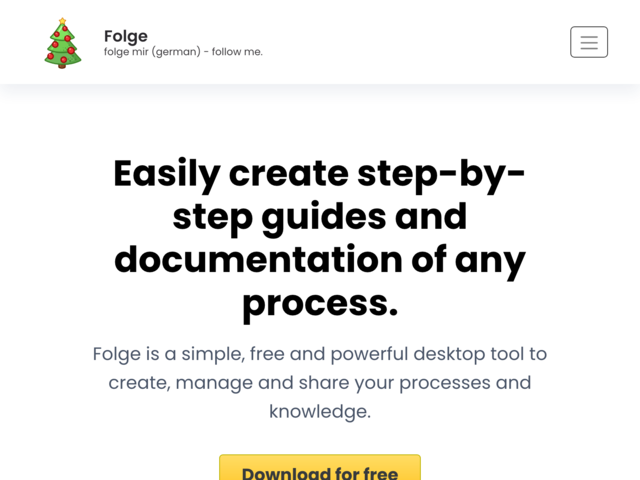 Folge
folge mir (german) - follow me.
Easily create step-by-
step guides and
documentation of any
process.
Folge is a simple, free and powerful desktop tool to
create, manage and share your processes and
knowledge.
Download for free